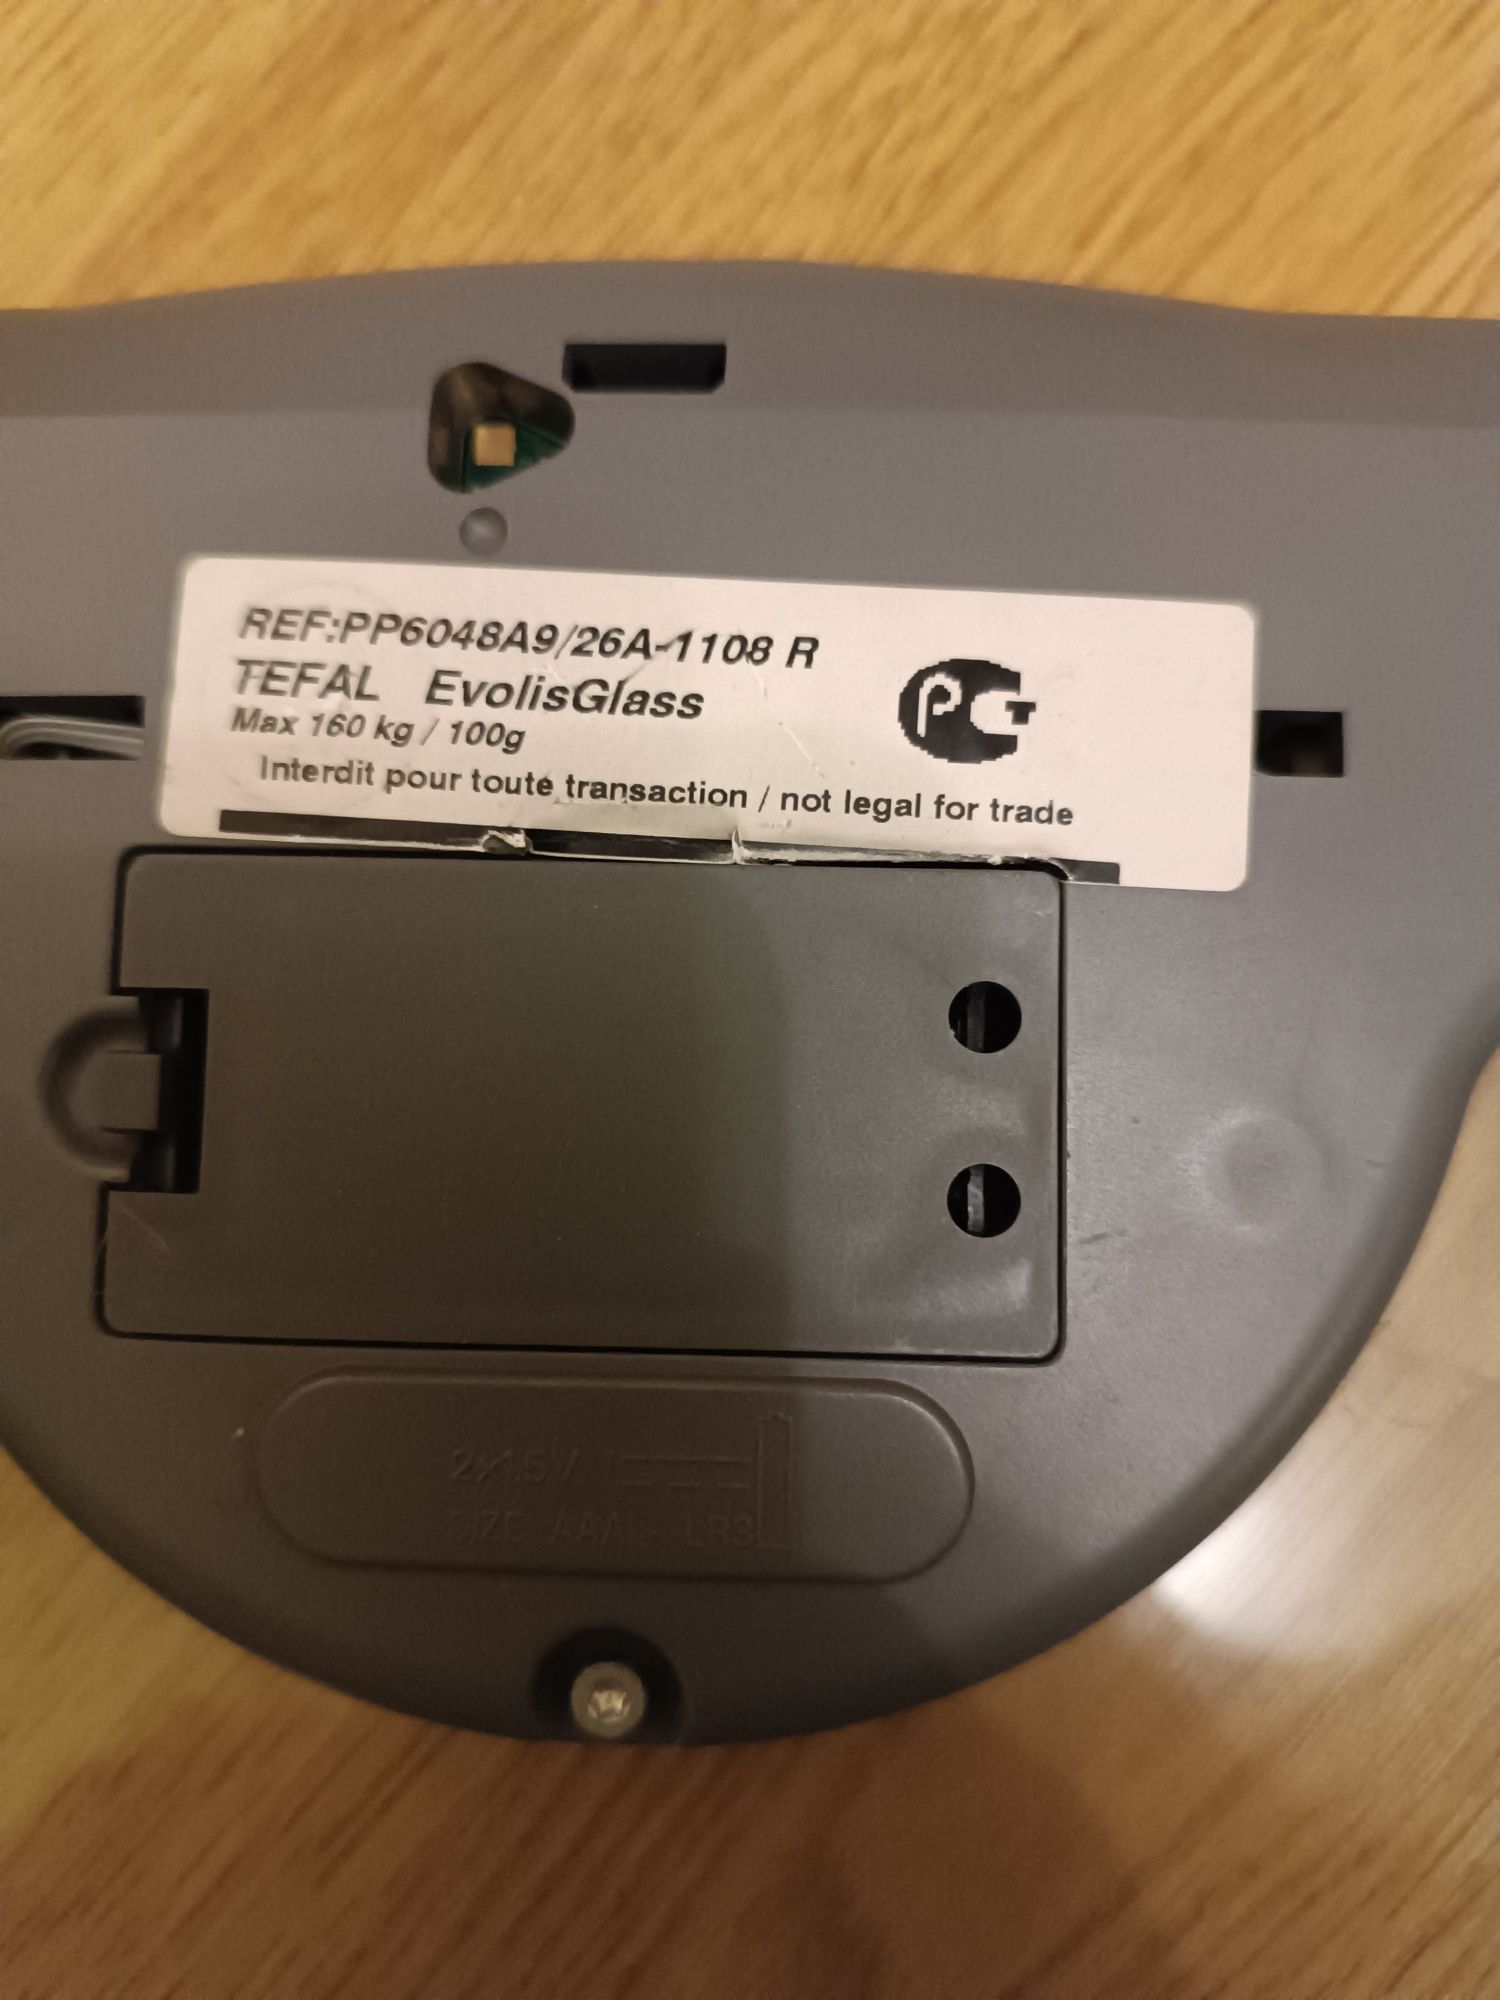 REF:PP6048A9/26A-1108 R
TEFAL EvolisGlass
Max 160 kg / 100g
Interdit pour toute transaction / not legal for trade
РСТ
2x1.5V
SIZE AAA - LR3